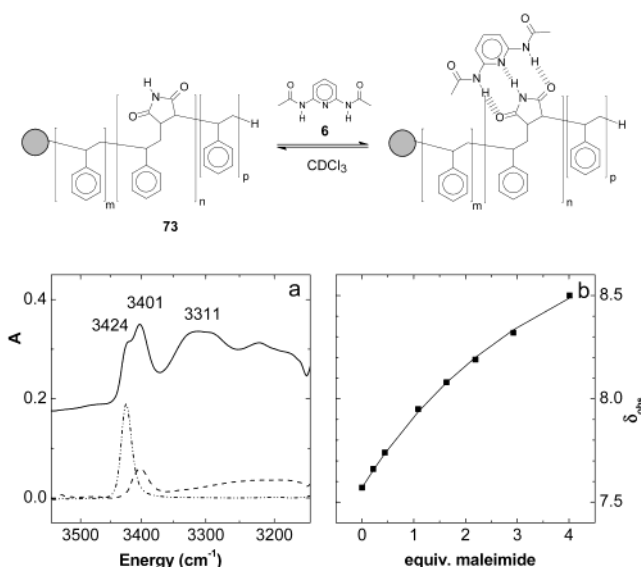 H
N
O
O
H
m
n
p
73
O
N
O
N
N
H
H
6
CDCl₃
O
N
N
H
O
N
H
H
N
O
O
H
m
n
p
a
3401
3424
3311
0.4
0.2
0.0
A
3500 3400 3300 3200
Energy (cm⁻¹)
b
8.5
8.0
7.5
δobs
0 1 2 3 4
equiv. maleimide